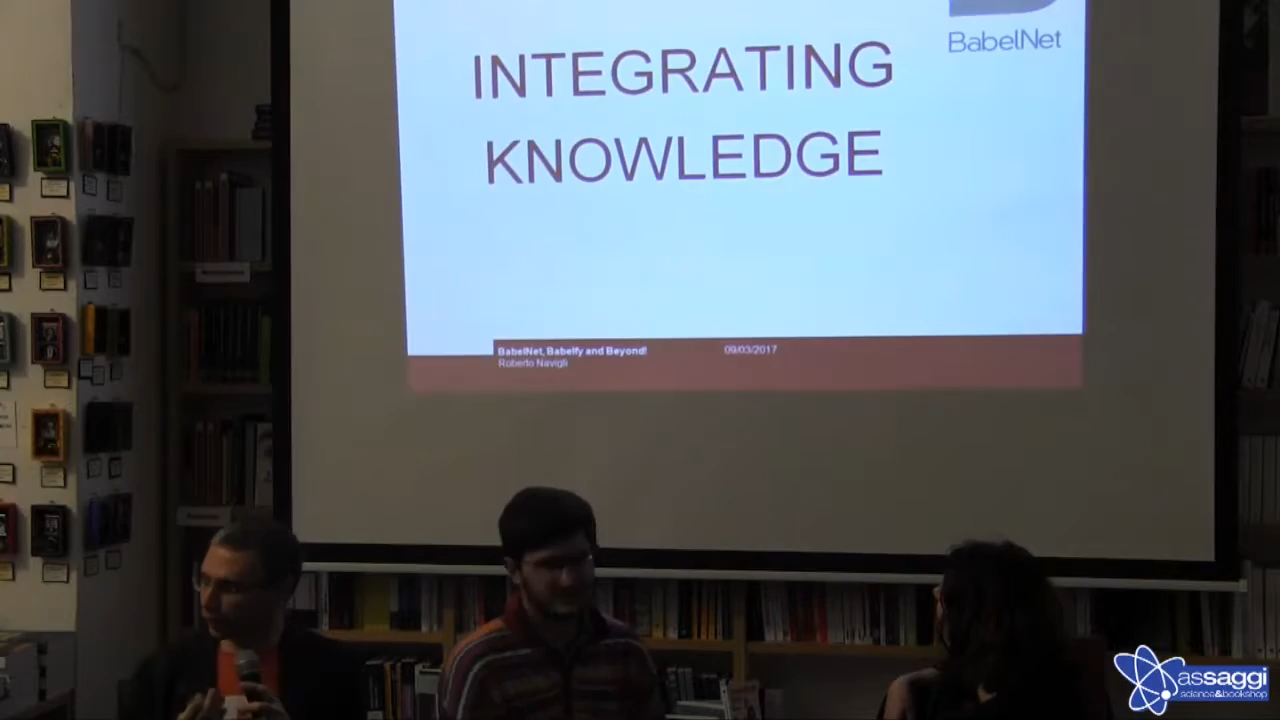 BabelNet
INTEGRATING
KNOWLEDGE
BabelNet, Babelfy and Beyond!
09/03/2017
Roberto Navigli
assaggi
science&bookshop